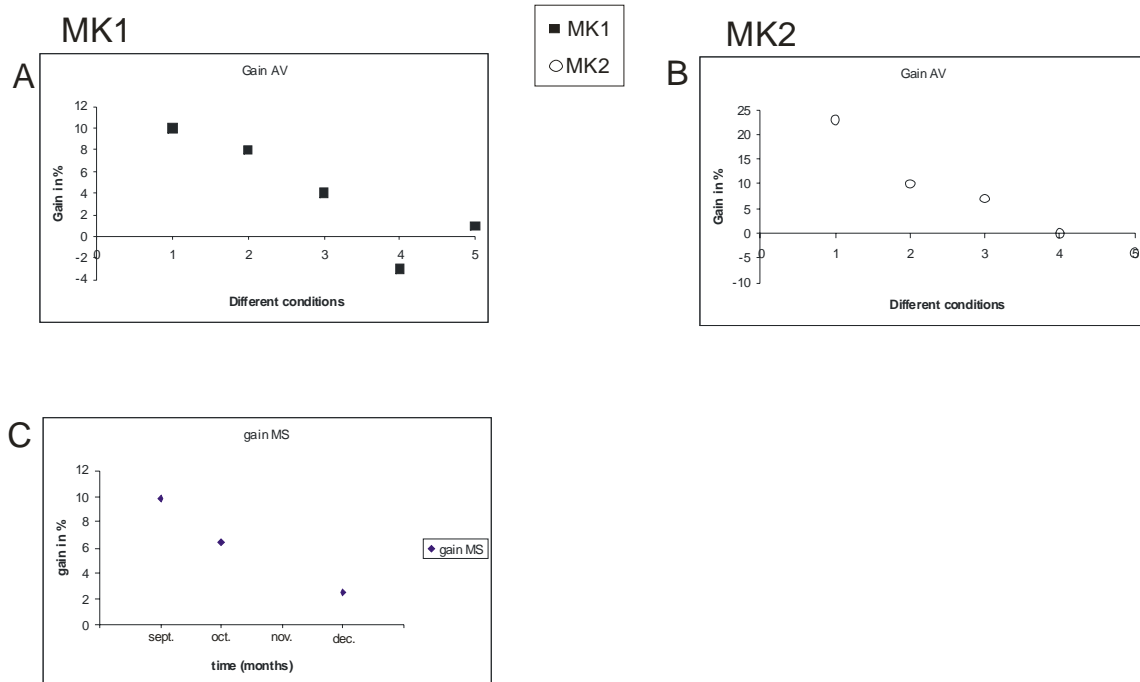 MK1
MK1
MK2
MK2
A
Gain AV
12
10
8
6
4
2
0
-2
-4
0 1 2 3 4 5
Gain in %
Different conditions
B
Gain AV
25
20
15
10
5
0
-5
-10
0 1 2 3 4 5
Gain in %
Different conditions
C
gain MS
12
10
8
6
4
2
0
sept. oct. nov. dec.
gain in %
time (months)
gain MS